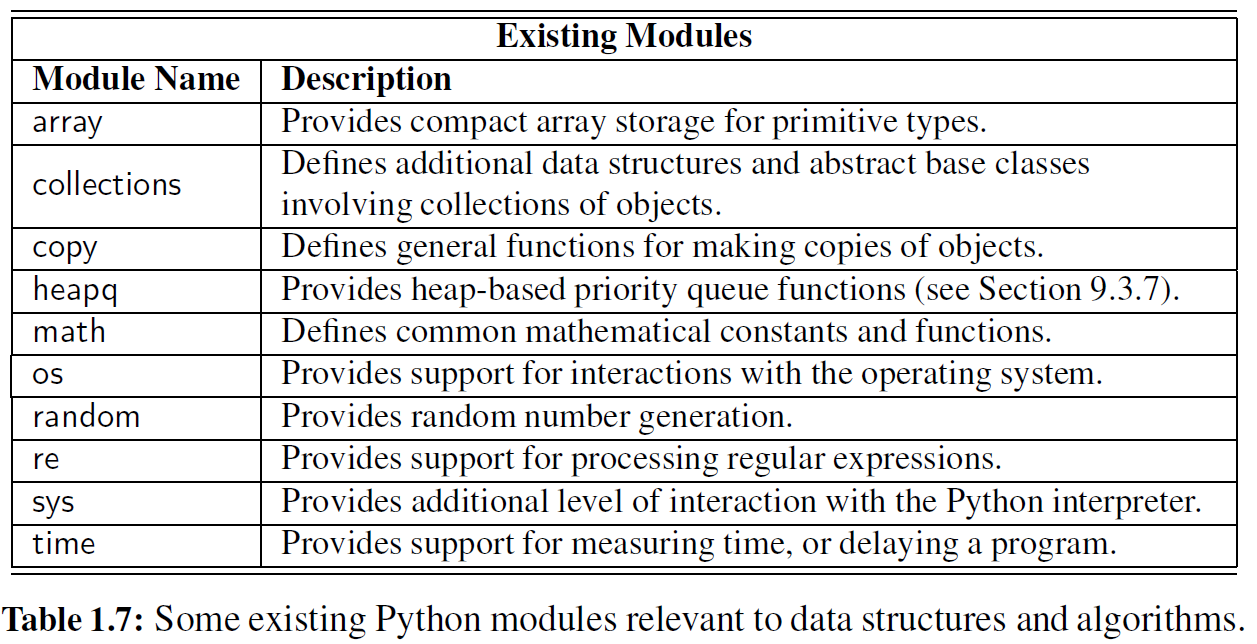 Existing Modules
Module Name Description
array Provides compact array storage for primitive types.
collections Defines additional data structures and abstract base classes
involving collections of objects.
copy Defines general functions for making copies of objects.
heapq Provides heap-based priority queue functions (see Section 9.3.7).
math Defines common mathematical constants and functions.
os Provides support for interactions with the operating system.
random Provides random number generation.
re Provides support for processing regular expressions.
sys Provides additional level of interaction with the Python interpreter.
time Provides support for measuring time, or delaying a program.
Table 1.7: Some existing Python modules relevant to data structures and algorithms.